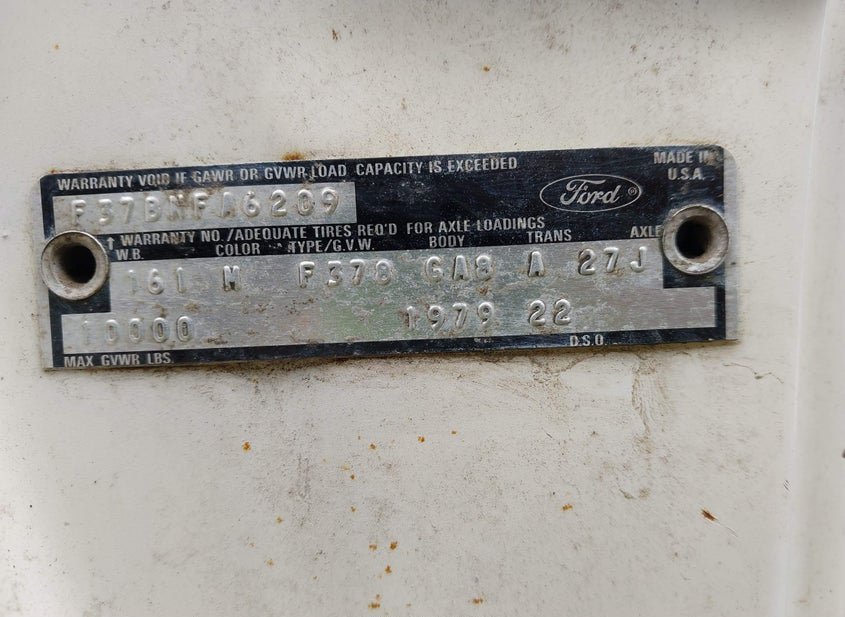 WARRANTY VOID IF GAWR OR GVWR LOAD CAPACITY IS EXCEEDED
MADE IN U.S.A.
F37BNFA6209
Ford ®
↑ WARRANTY NO./ADEQUATE TIRES REQ'D FOR AXLE LOADINGS
W.B. COLOR TYPE/G.V.W. BODY TRANS AXLE
161 M F378 GA8 A 27J
10000 1979 22
MAX GVWR LBS. D.S.O.